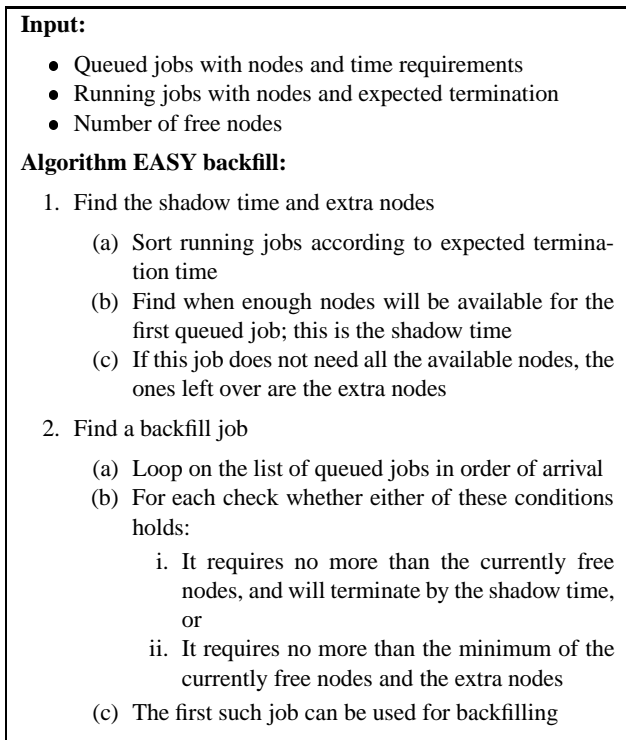 Input:
• Queued jobs with nodes and time requirements
• Running jobs with nodes and expected termination
• Number of free nodes
Algorithm EASY backfill:
1. Find the shadow time and extra nodes
(a) Sort running jobs according to expected termina-
tion time
(b) Find when enough nodes will be available for the
first queued job; this is the shadow time
(c) If this job does not need all the available nodes, the
ones left over are the extra nodes
2. Find a backfill job
(a) Loop on the list of queued jobs in order of arrival
(b) For each check whether either of these conditions
holds:
i. It requires no more than the currently free
nodes, and will terminate by the shadow time,
or
ii. It requires no more than the minimum of the
currently free nodes and the extra nodes
(c) The first such job can be used for backfilling